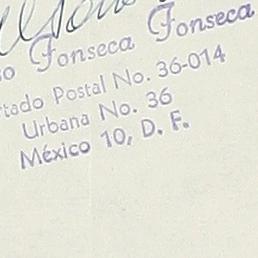 Fonseca Fonseca
Postal No. 36-014
Urbana No. 36
México 10, D. F.